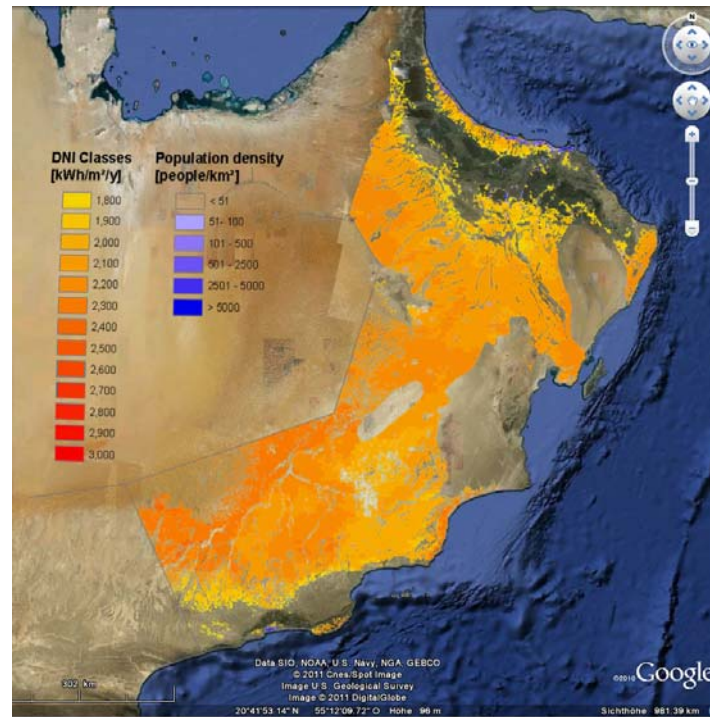 N
DNI Classes
[kWh/m²/y]
1,800
1,900
2,000
2,100
2,200
2,300
2,400
2,500
2,600
2,700
2,800
2,900
3,000
Population density
[people/km²]
< 51
51- 100
101 - 500
501 - 2500
2501 - 5000
> 5000
302 km
Data SIO, NOAA, U.S. Navy, NGA, GEBCO
© 2011 Cnes/Spot Image
Image U.S. Geological Survey
Image © 2011 DigitalGlobe
©2010 Google
20°41'53.14" N 55°12'09.72" O Höhe 96 m Sichthöhe 981.39 km